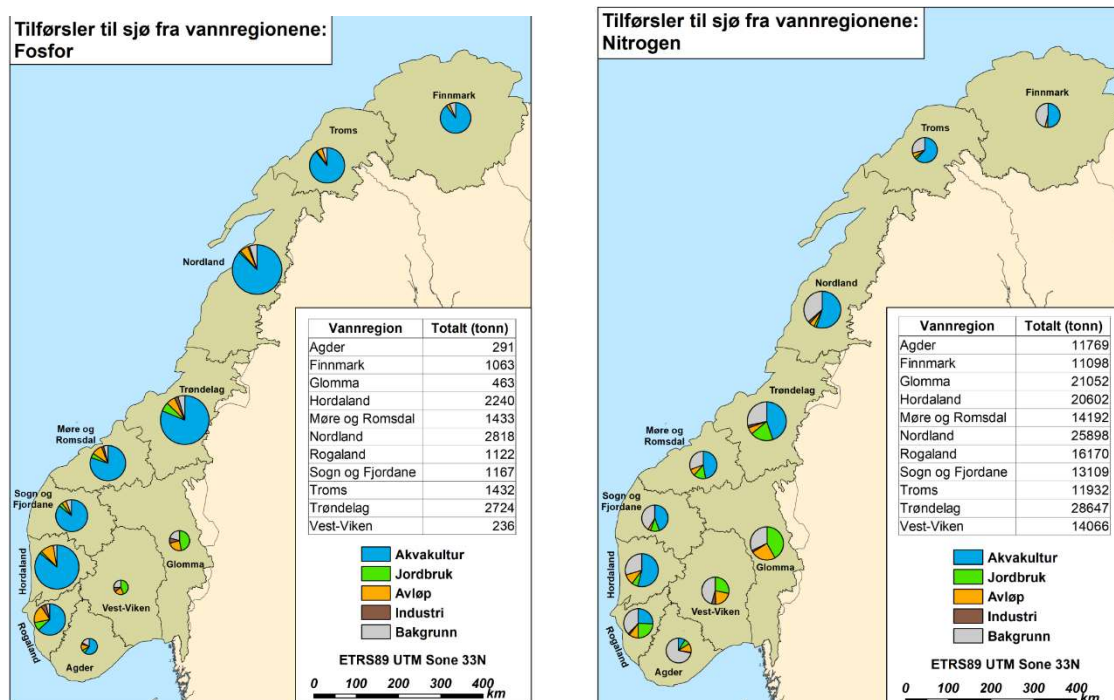 Tilførsler til sjø fra vannregionene:
Fosfor
Finnmark
Troms
Nordland
Trøndelag
Møre og
Romsdal
Sogn og
Fjordane
Hordaland
Glomma
Vest-Viken
Rogaland
Agder
Vannregion Totalt (tonn)
Agder 291
Finnmark 1063
Glomma 463
Hordaland 2240
Møre og Romsdal 1433
Nordland 2818
Rogaland 1122
Sogn og Fjordane 1167
Troms 1432
Trøndelag 2724
Vest-Viken 236
Akvakultur
Jordbruk
Avløp
Industri
Bakgrunn
ETRS89 UTM Sone 33N
0 100 200 300 400
km
Tilførsler til sjø fra vannregionene:
Nitrogen
Finnmark
Troms
Nordland
Trøndelag
Møre og
Romsdal
Sogn og
Fjordane
Hordaland
Glomma
Vest-Viken
Rogaland
Agder
Vannregion Totalt (tonn)
Agder 11769
Finnmark 11098
Glomma 21052
Hordaland 20602
Møre og Romsdal 14192
Nordland 25898
Rogaland 16170
Sogn og Fjordane 13109
Troms 11932
Trøndelag 28647
Vest-Viken 14066
Akvakultur
Jordbruk
Avløp
Industri
Bakgrunn
ETRS89 UTM Sone 33N
0 100 200 300 400
km